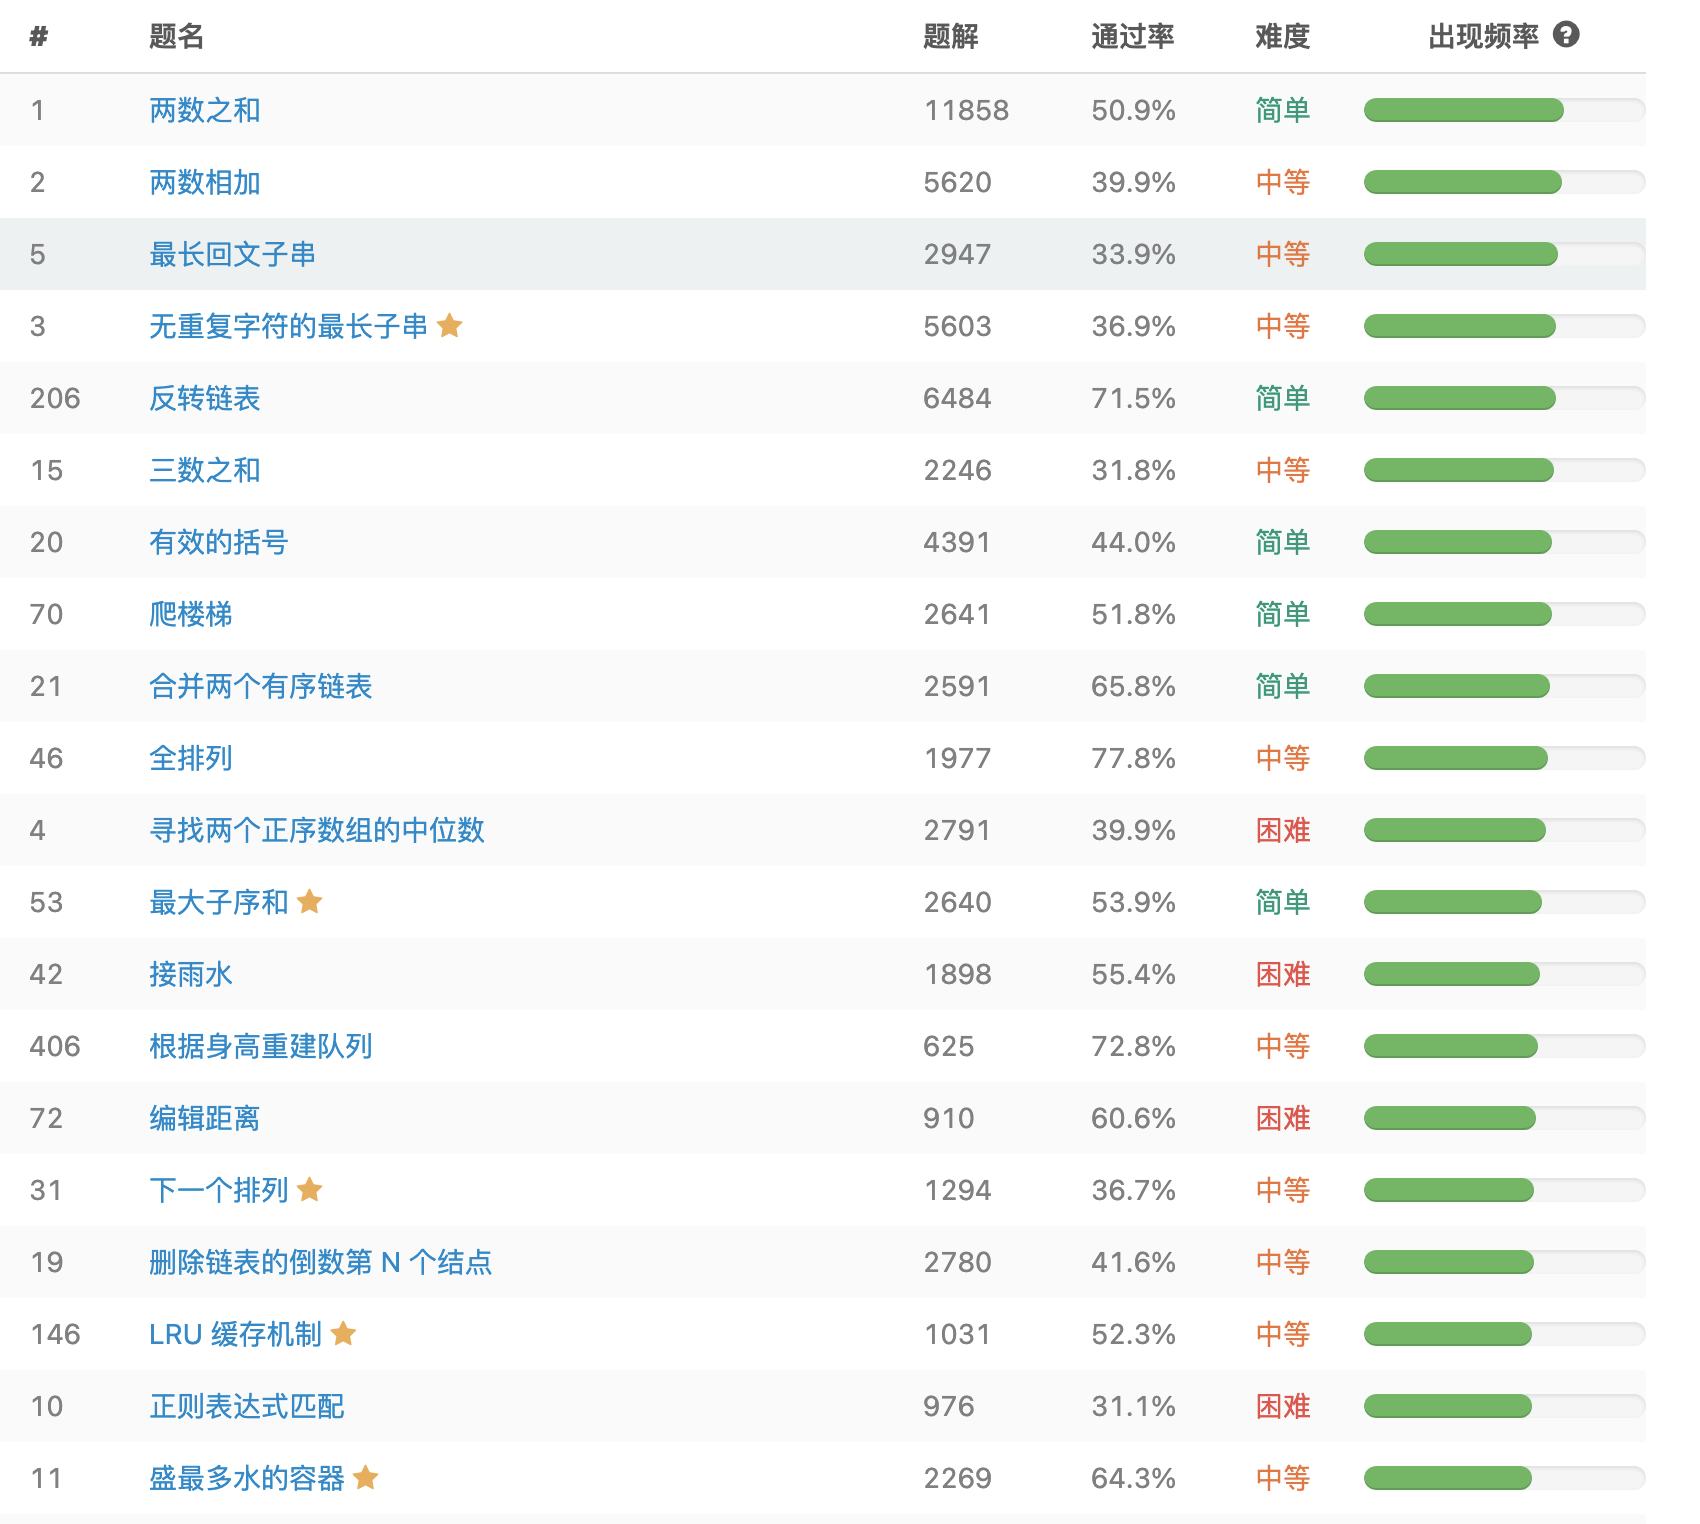 # 题名 题解 通过率 难度 出现频率 ?
1 两数之和 11858 50.9% 简单
2 两数相加 5620 39.9% 中等
5 最长回文子串 2947 33.9% 中等
3 无重复字符的最长子串 5603 36.9% 中等
206 反转链表 6484 71.5% 简单
15 三数之和 2246 31.8% 中等
20 有效的括号 4391 44.0% 简单
70 爬楼梯 2641 51.8% 简单
21 合并两个有序链表 2591 65.8% 简单
46 全排列 1977 77.8% 中等
4 寻找两个正序数组的中位数 2791 39.9% 困难
53 最大子序和 2640 53.9% 简单
42 接雨水 1898 55.4% 困难
406 根据身高重建队列 625 72.8% 中等
72 编辑距离 910 60.6% 困难
31 下一个排列 1294 36.7% 中等
19 删除链表的倒数第 N 个结点 2780 41.6% 中等
146 LRU 缓存机制 1031 52.3% 中等
10 正则表达式匹配 976 31.1% 困难
11 盛最多水的容器 2269 64.3% 中等